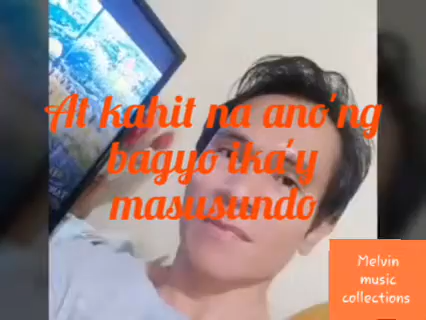 At kahit na ano'ng
bagyo ika'y
masusundo
Melvin
music
collections